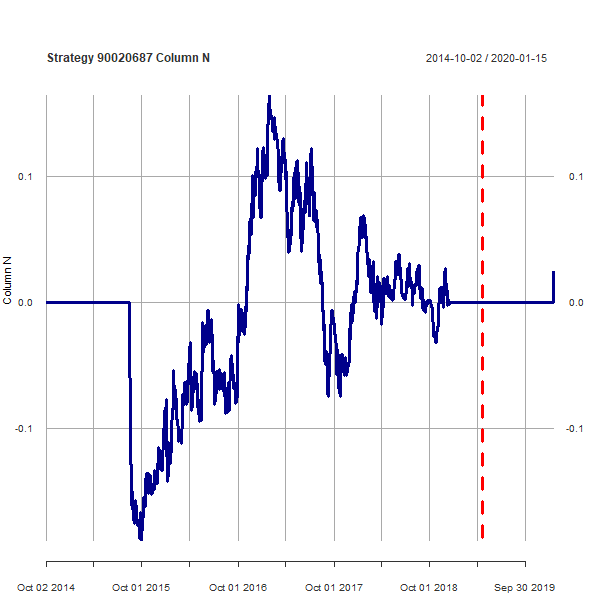 Strategy 90020687 Column N
2014-10-02 / 2020-01-15
Column N
0.1
0.1
0.0
0.0
-0.1
-0.1
Oct 02 2014
Oct 01 2015
Oct 01 2016
Oct 01 2017
Oct 01 2018
Sep 30 2019